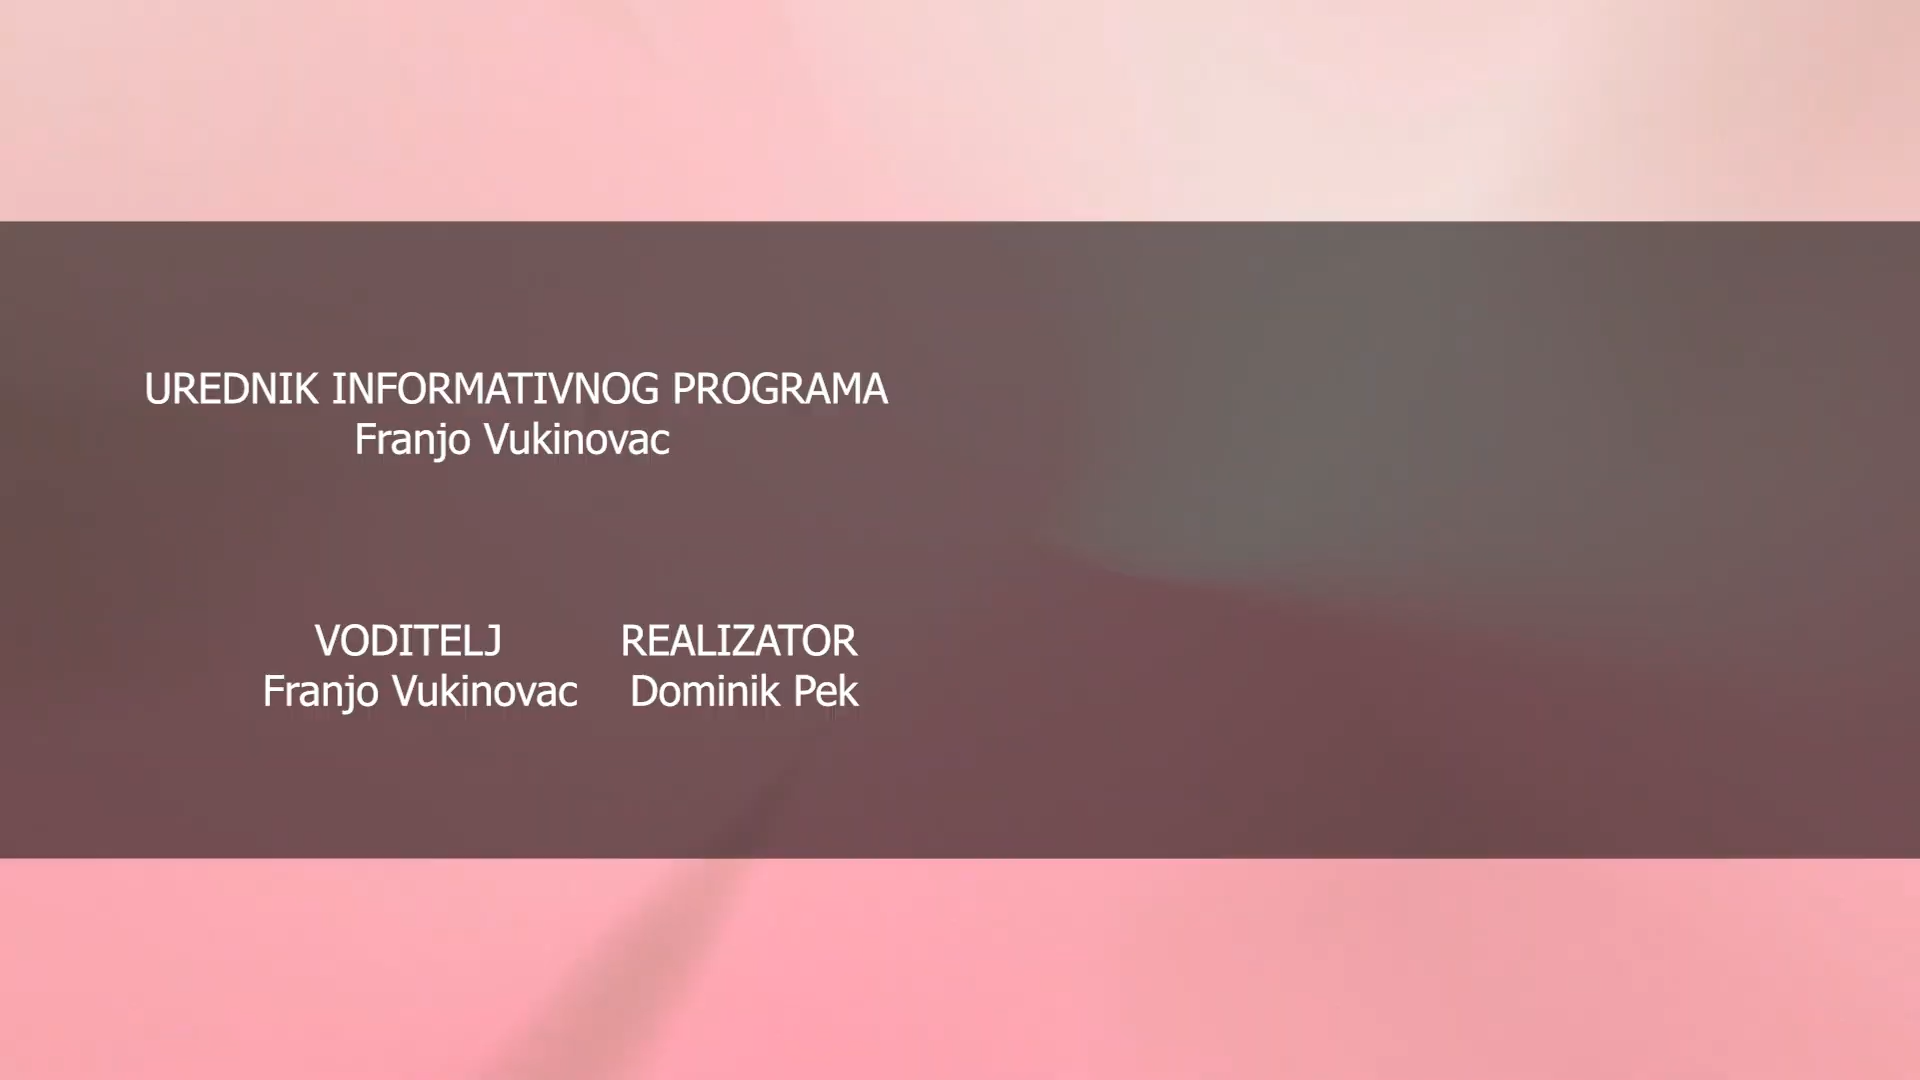 UREDNIK INFORMATIVNOG PROGRAMA
Franjo Vukinovac
VODITELJ REALIZATOR
Franjo Vukinovac Dominik Pek